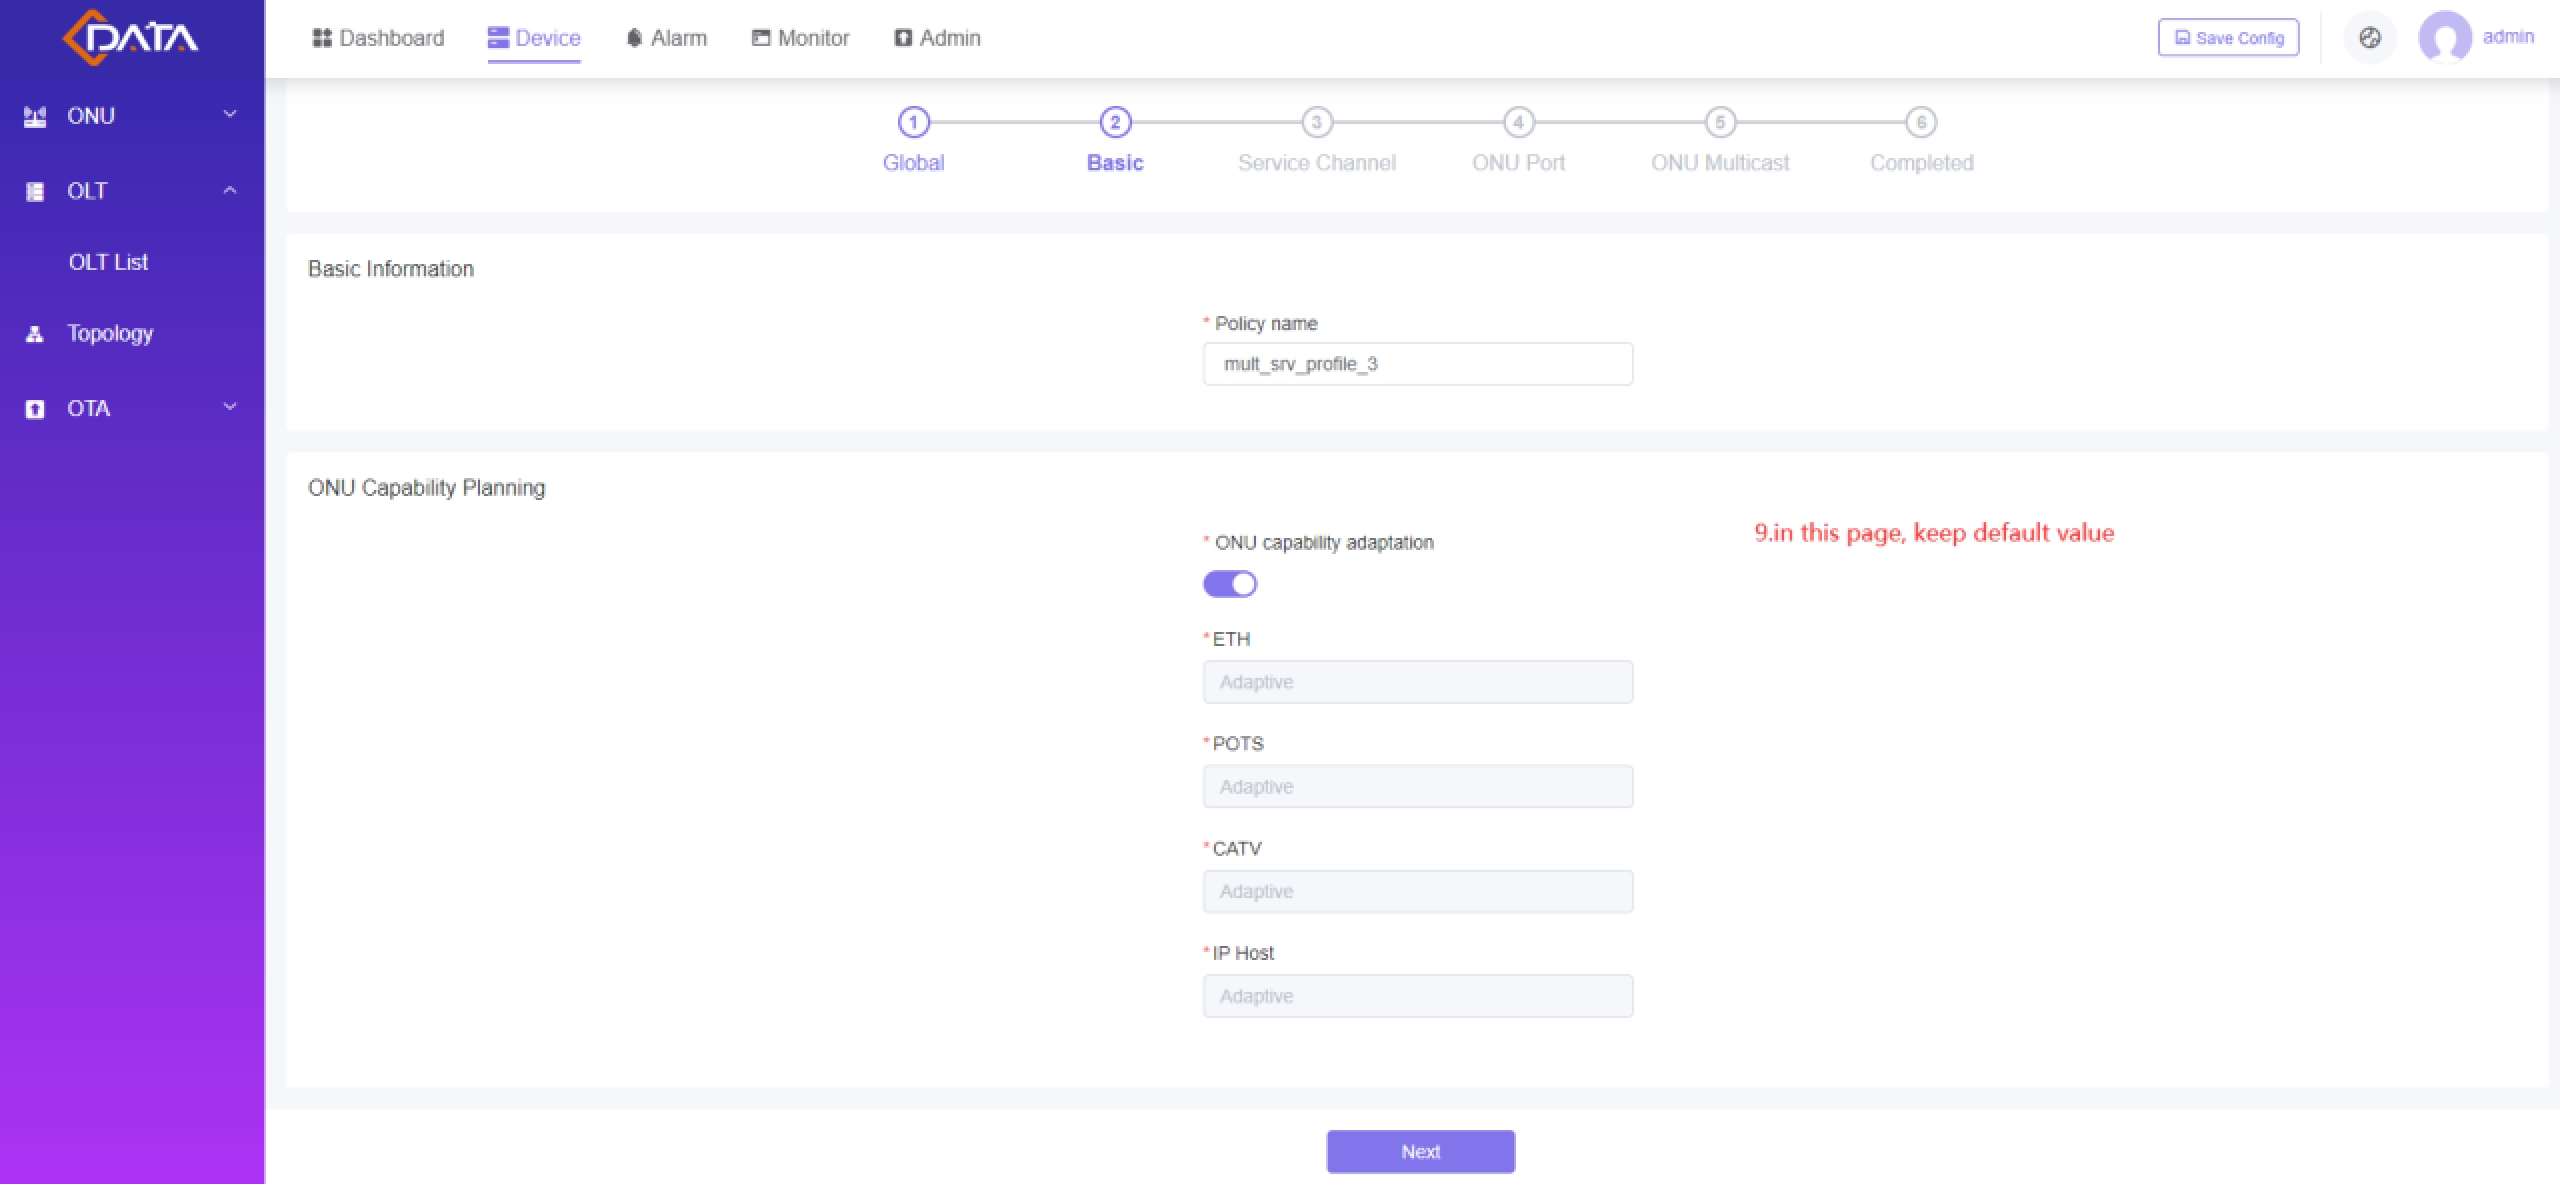 DATA
Dashboard
Device
Alarm
Monitor
Admin
Save Config
admin
ONU
OLT
OLT List
Topology
OTA
1
2
3
4
5
6
Global
Basic
Service Channel
ONU Port
ONU Multicast
Completed
Basic Information
* Policy name
mult_srv_profile_3
ONU Capability Planning
* ONU capability adaptation
9.in this page, keep default value
* ETH
Adaptive
* POTS
Adaptive
* CATV
Adaptive
* IP Host
Adaptive
Next